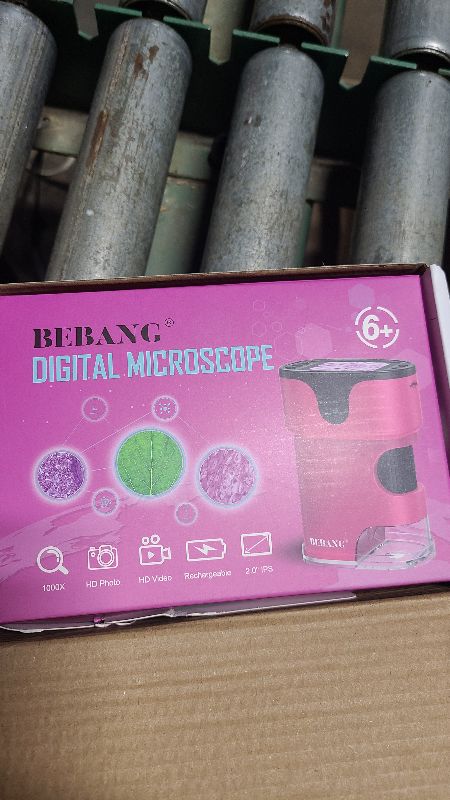 BEBANG®
DIGITAL MICROSCOPE
6+
BEBANG
1000X
HD Photo
HD Video
Rechargeable
2.0" IPS